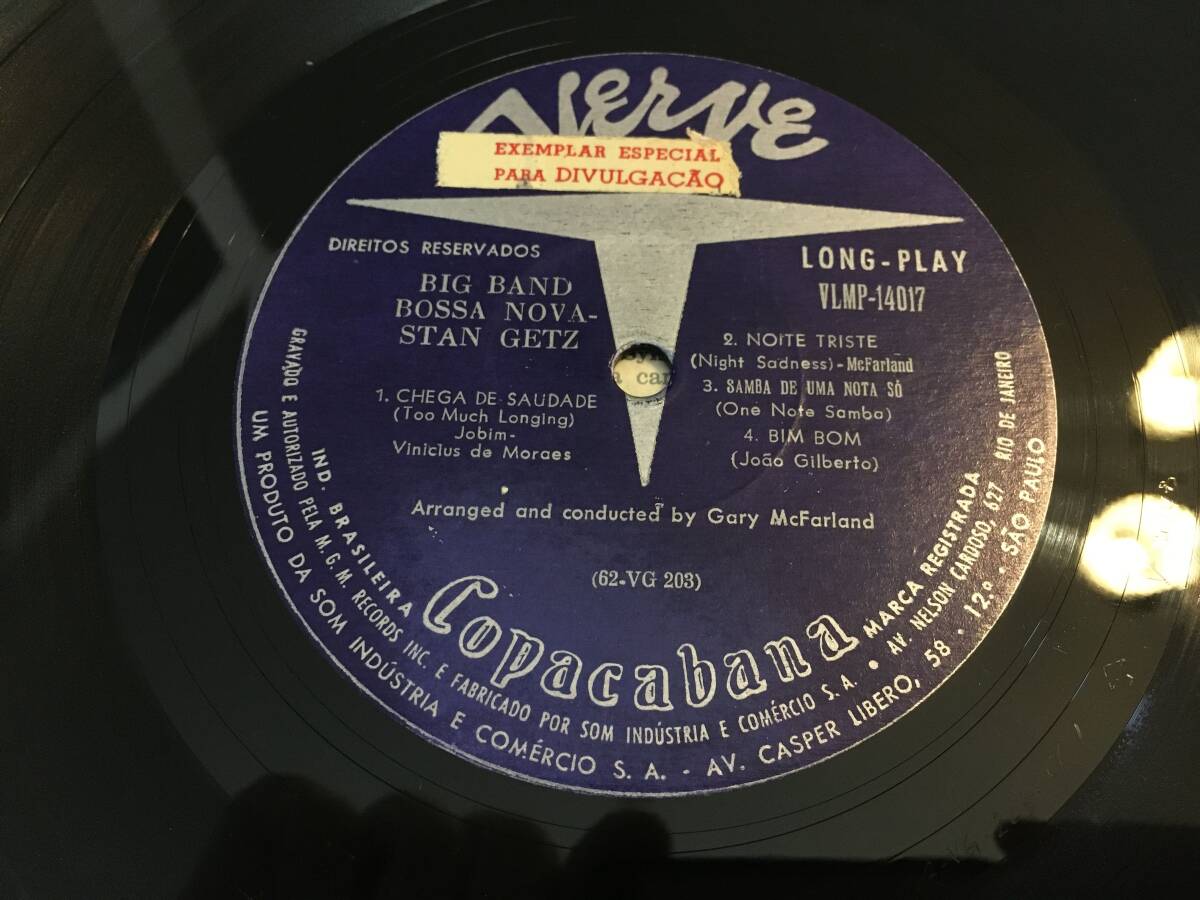 Verve
EXEMPLAR ESPECIAL
PARA DIVULGAÇÃO
DIREITOS RESERVADOS
BIG BAND
BOSSA NOVA-
STAN GETZ
1. CHEGA DE SAUDADE
(Too Much Longing)
Jobim-
Vinicius de Moraes
LONG-PLAY
VLMP-14017
2. NOITE TRISTE
(Night Sadness)-McFarland
3. SAMBA DE UMA NOTA SÓ
(One Note Samba)
4. BIM BOM
(João Gilberto)
Arranged and conducted by Gary McFarland
(62-VG 203)
IND. BRASILEIRA Copacabana MARCA REGISTRADA
GRAVADO E AUTORIZADO PELA M.G.M. RECORDS INC. E FABRICADO POR SOM INDÚSTRIA E COMÉRCIO S.A. • AV. NELSON CARDOSO, 627 RIO DE JANEIRO
UM PRODUTO DA SOM INDÚSTRIA E COMÉRCIO S. A. - AV. CASPER LIBERO, 58 - 12.º - SÃO PAULO